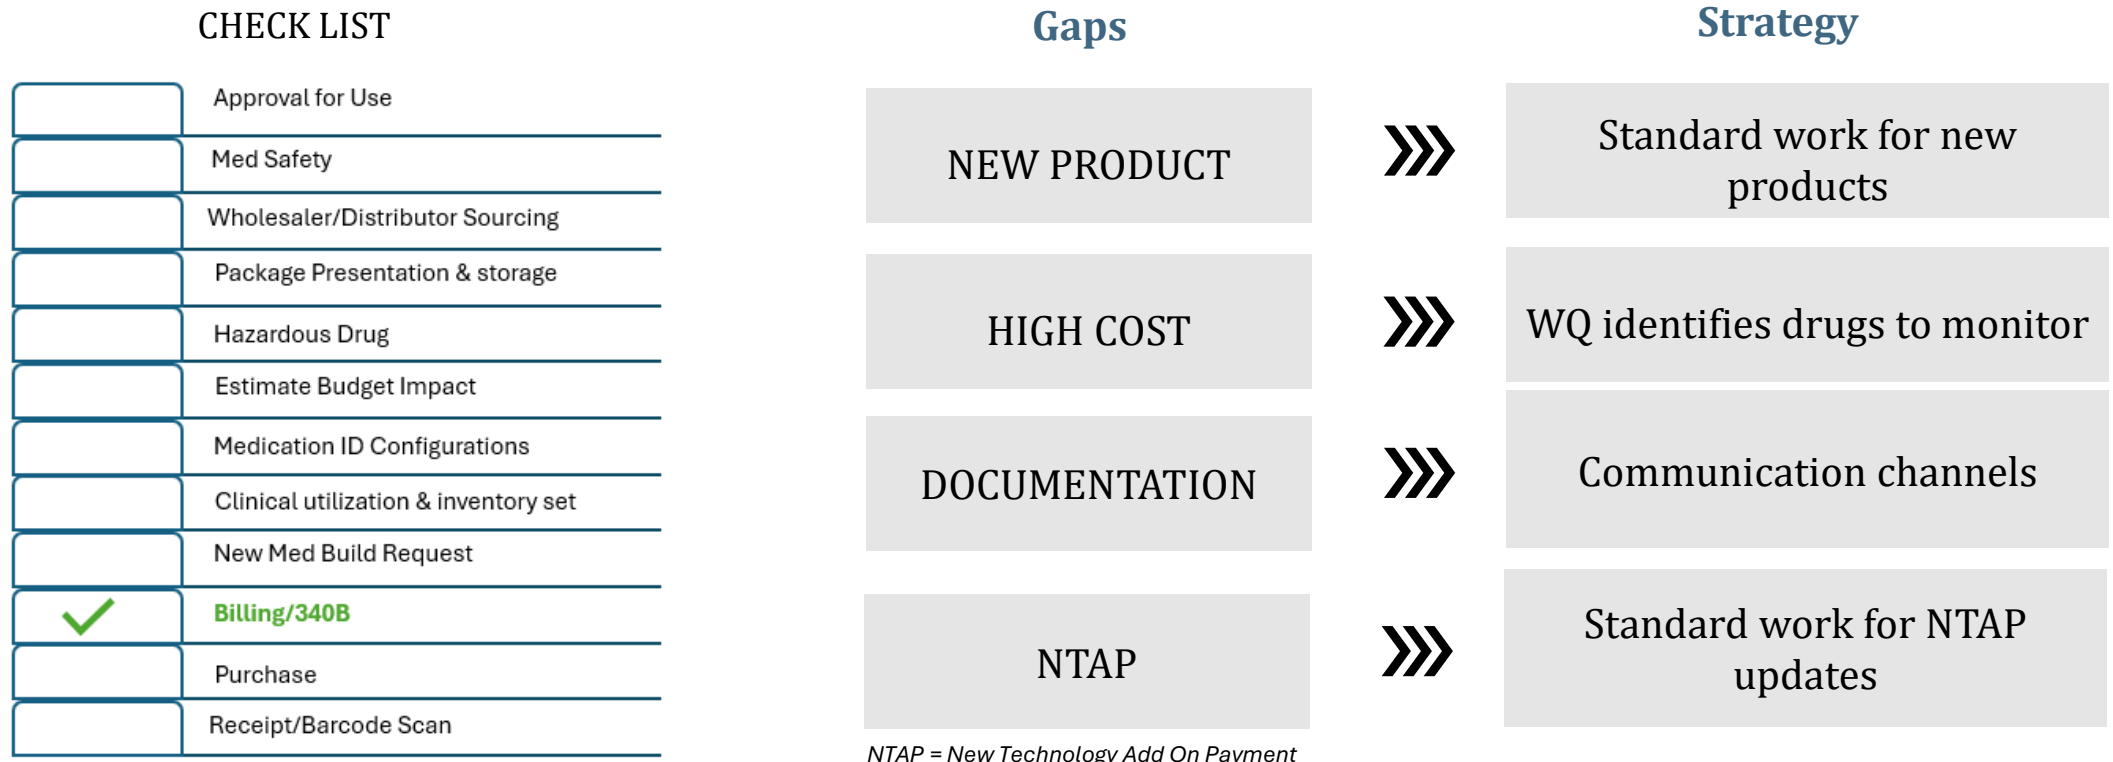 CHECK LIST
Approval for Use
Med Safety
Wholesaler/Distributor Sourcing
Package Presentation & storage
Hazardous Drug
Estimate Budget Impact
Medication ID Configurations
Clinical utilization & inventory set
New Med Build Request
Billing/340B
Purchase
Receipt/Barcode Scan
Gaps
Strategy
NEW PRODUCT
Standard work for new
products
HIGH COST
WQ identifies drugs to monitor
DOCUMENTATION
Communication channels
NTAP
Standard work for NTAP
updates
NTAP = New Technology Add On Payment